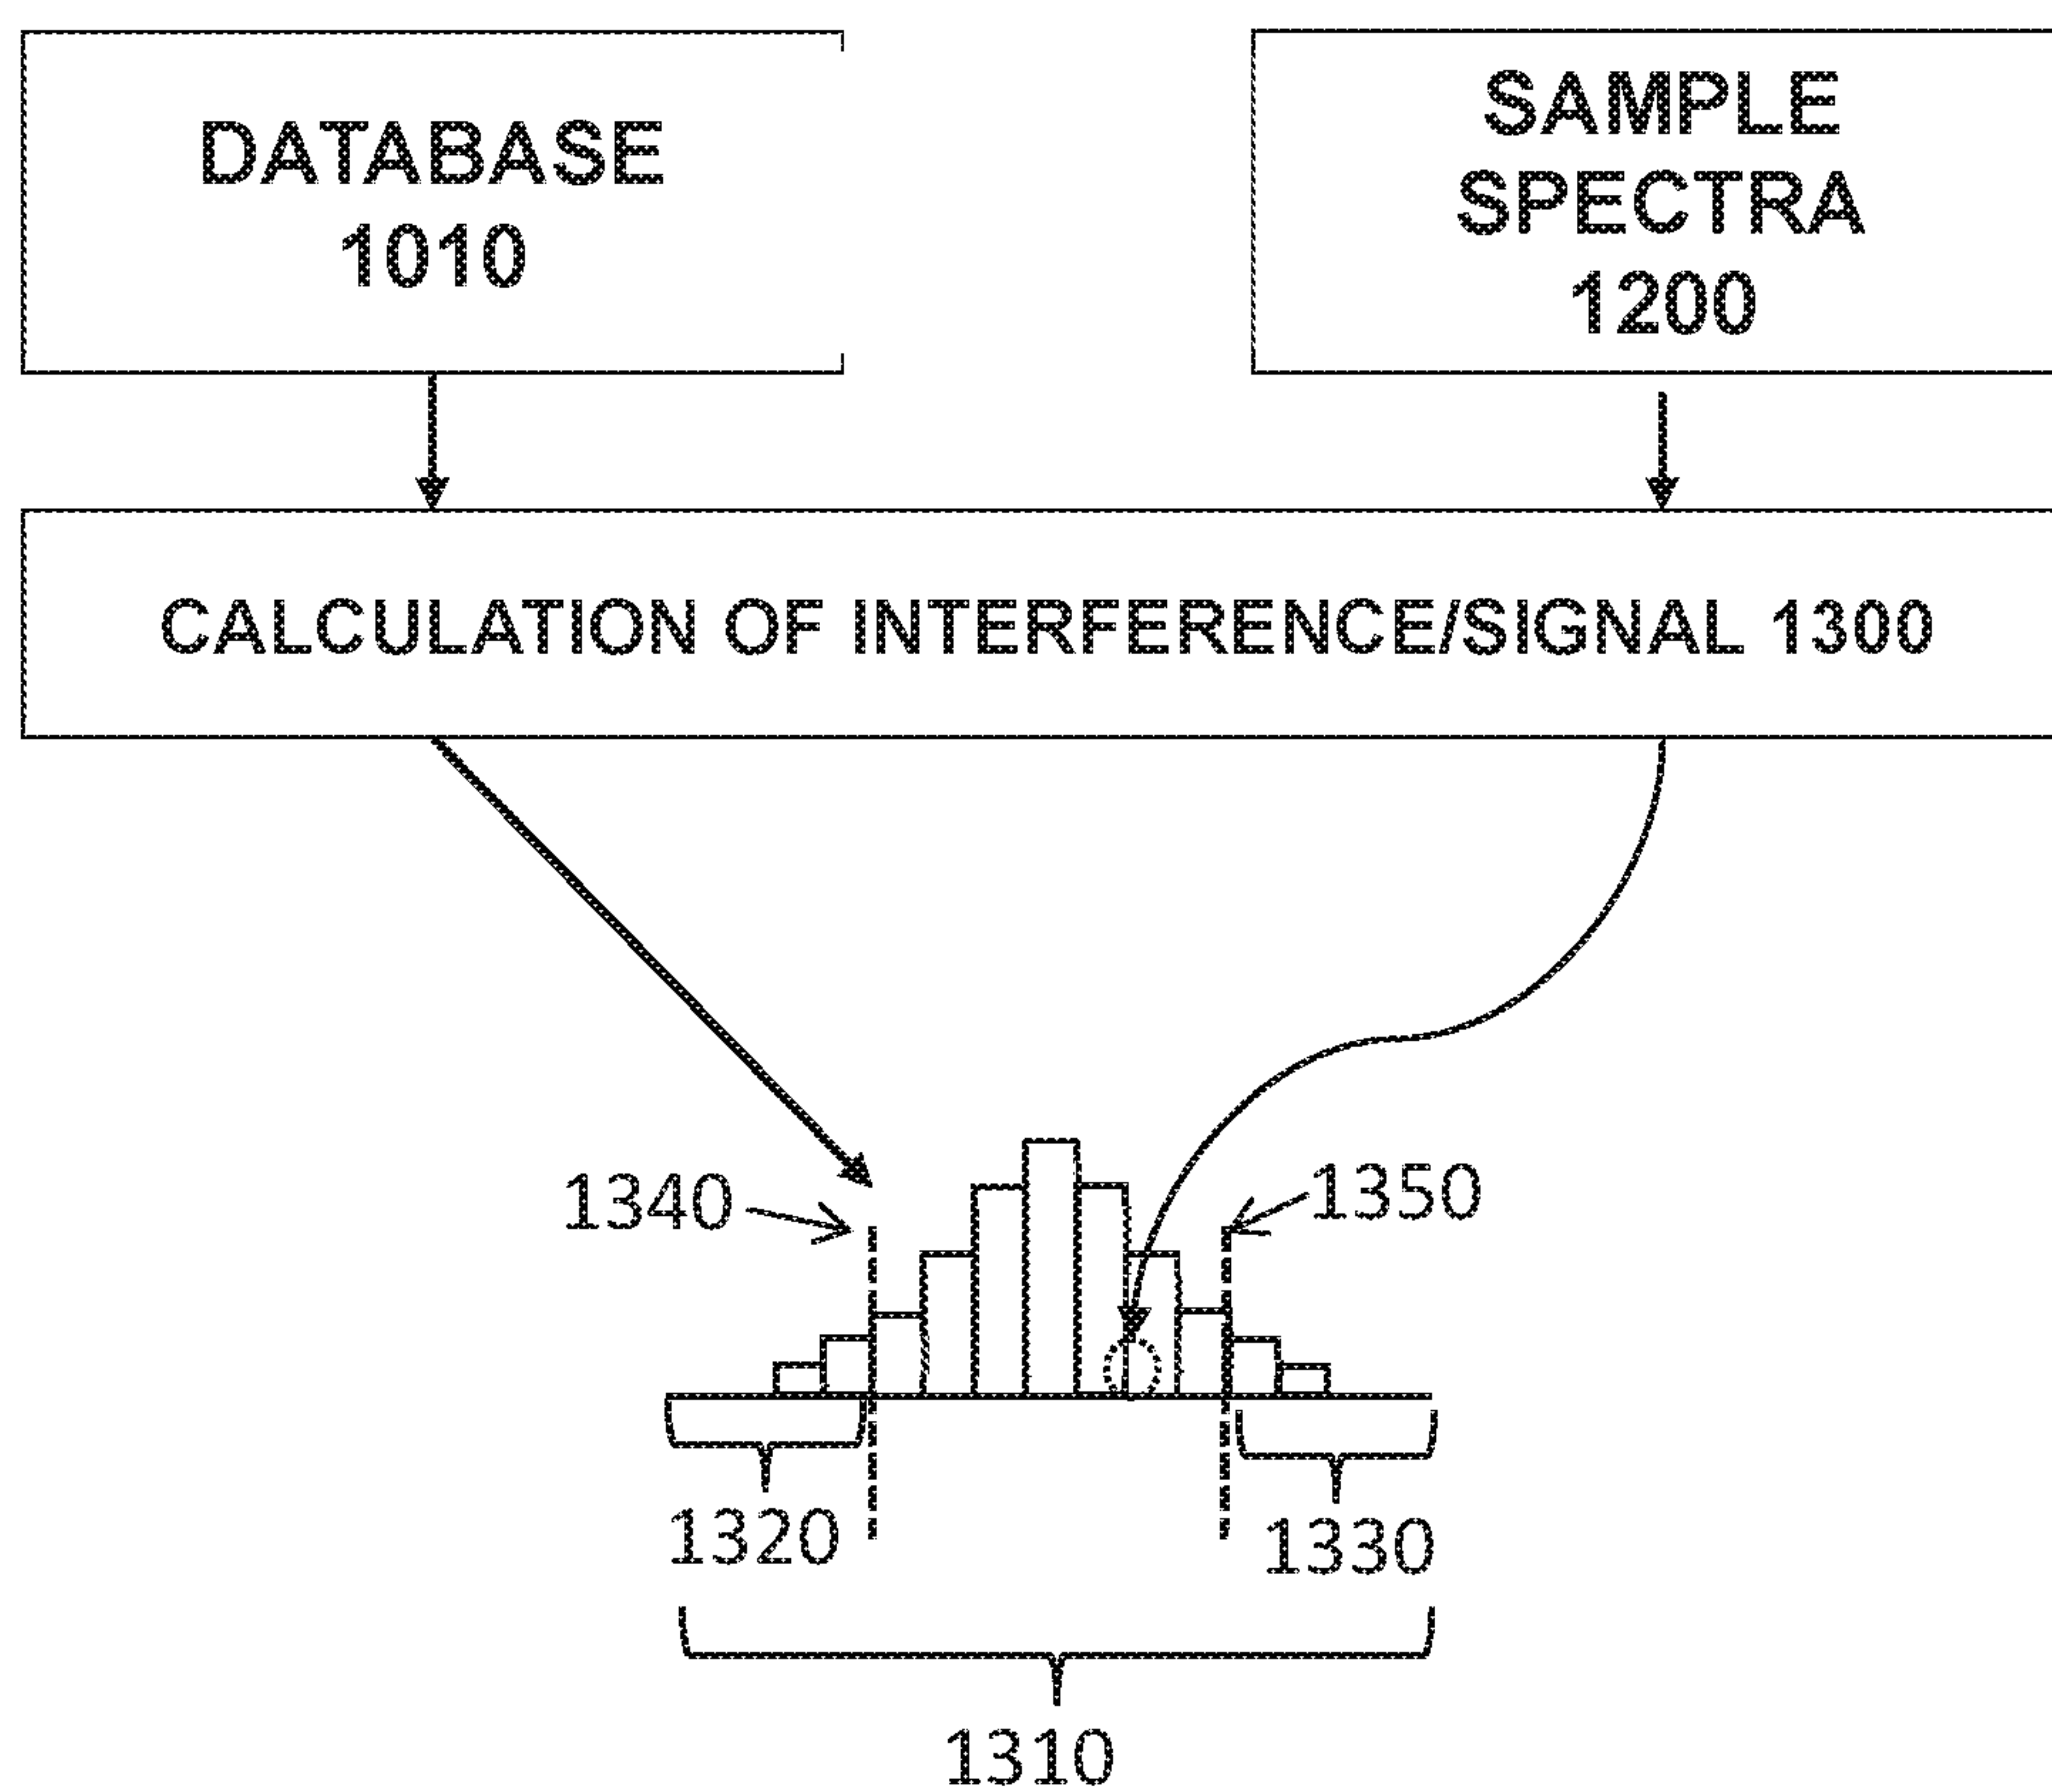 DATABASE
1010
SAMPLE
SPECTRA
1200
CALCULATION OF INTERFERENCE/SIGNAL 1300
1340
1350
1320
1330
1310